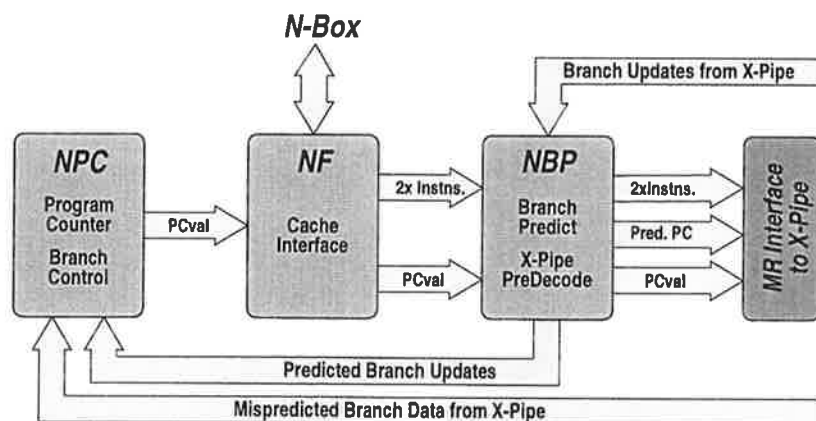 N-Box
Branch Updates from X-Pipe
NPC
Program
Counter
Branch
Control
PCval
NF
Cache
Interface
2x Instns.
PCval
NBP
Branch
Predict
X-Pipe
PreDecode
2xInstns.
Pred. PC
PCval
MR Interface
to X-Pipe
Predicted Branch Updates
Mispredicted Branch Data from X-Pipe